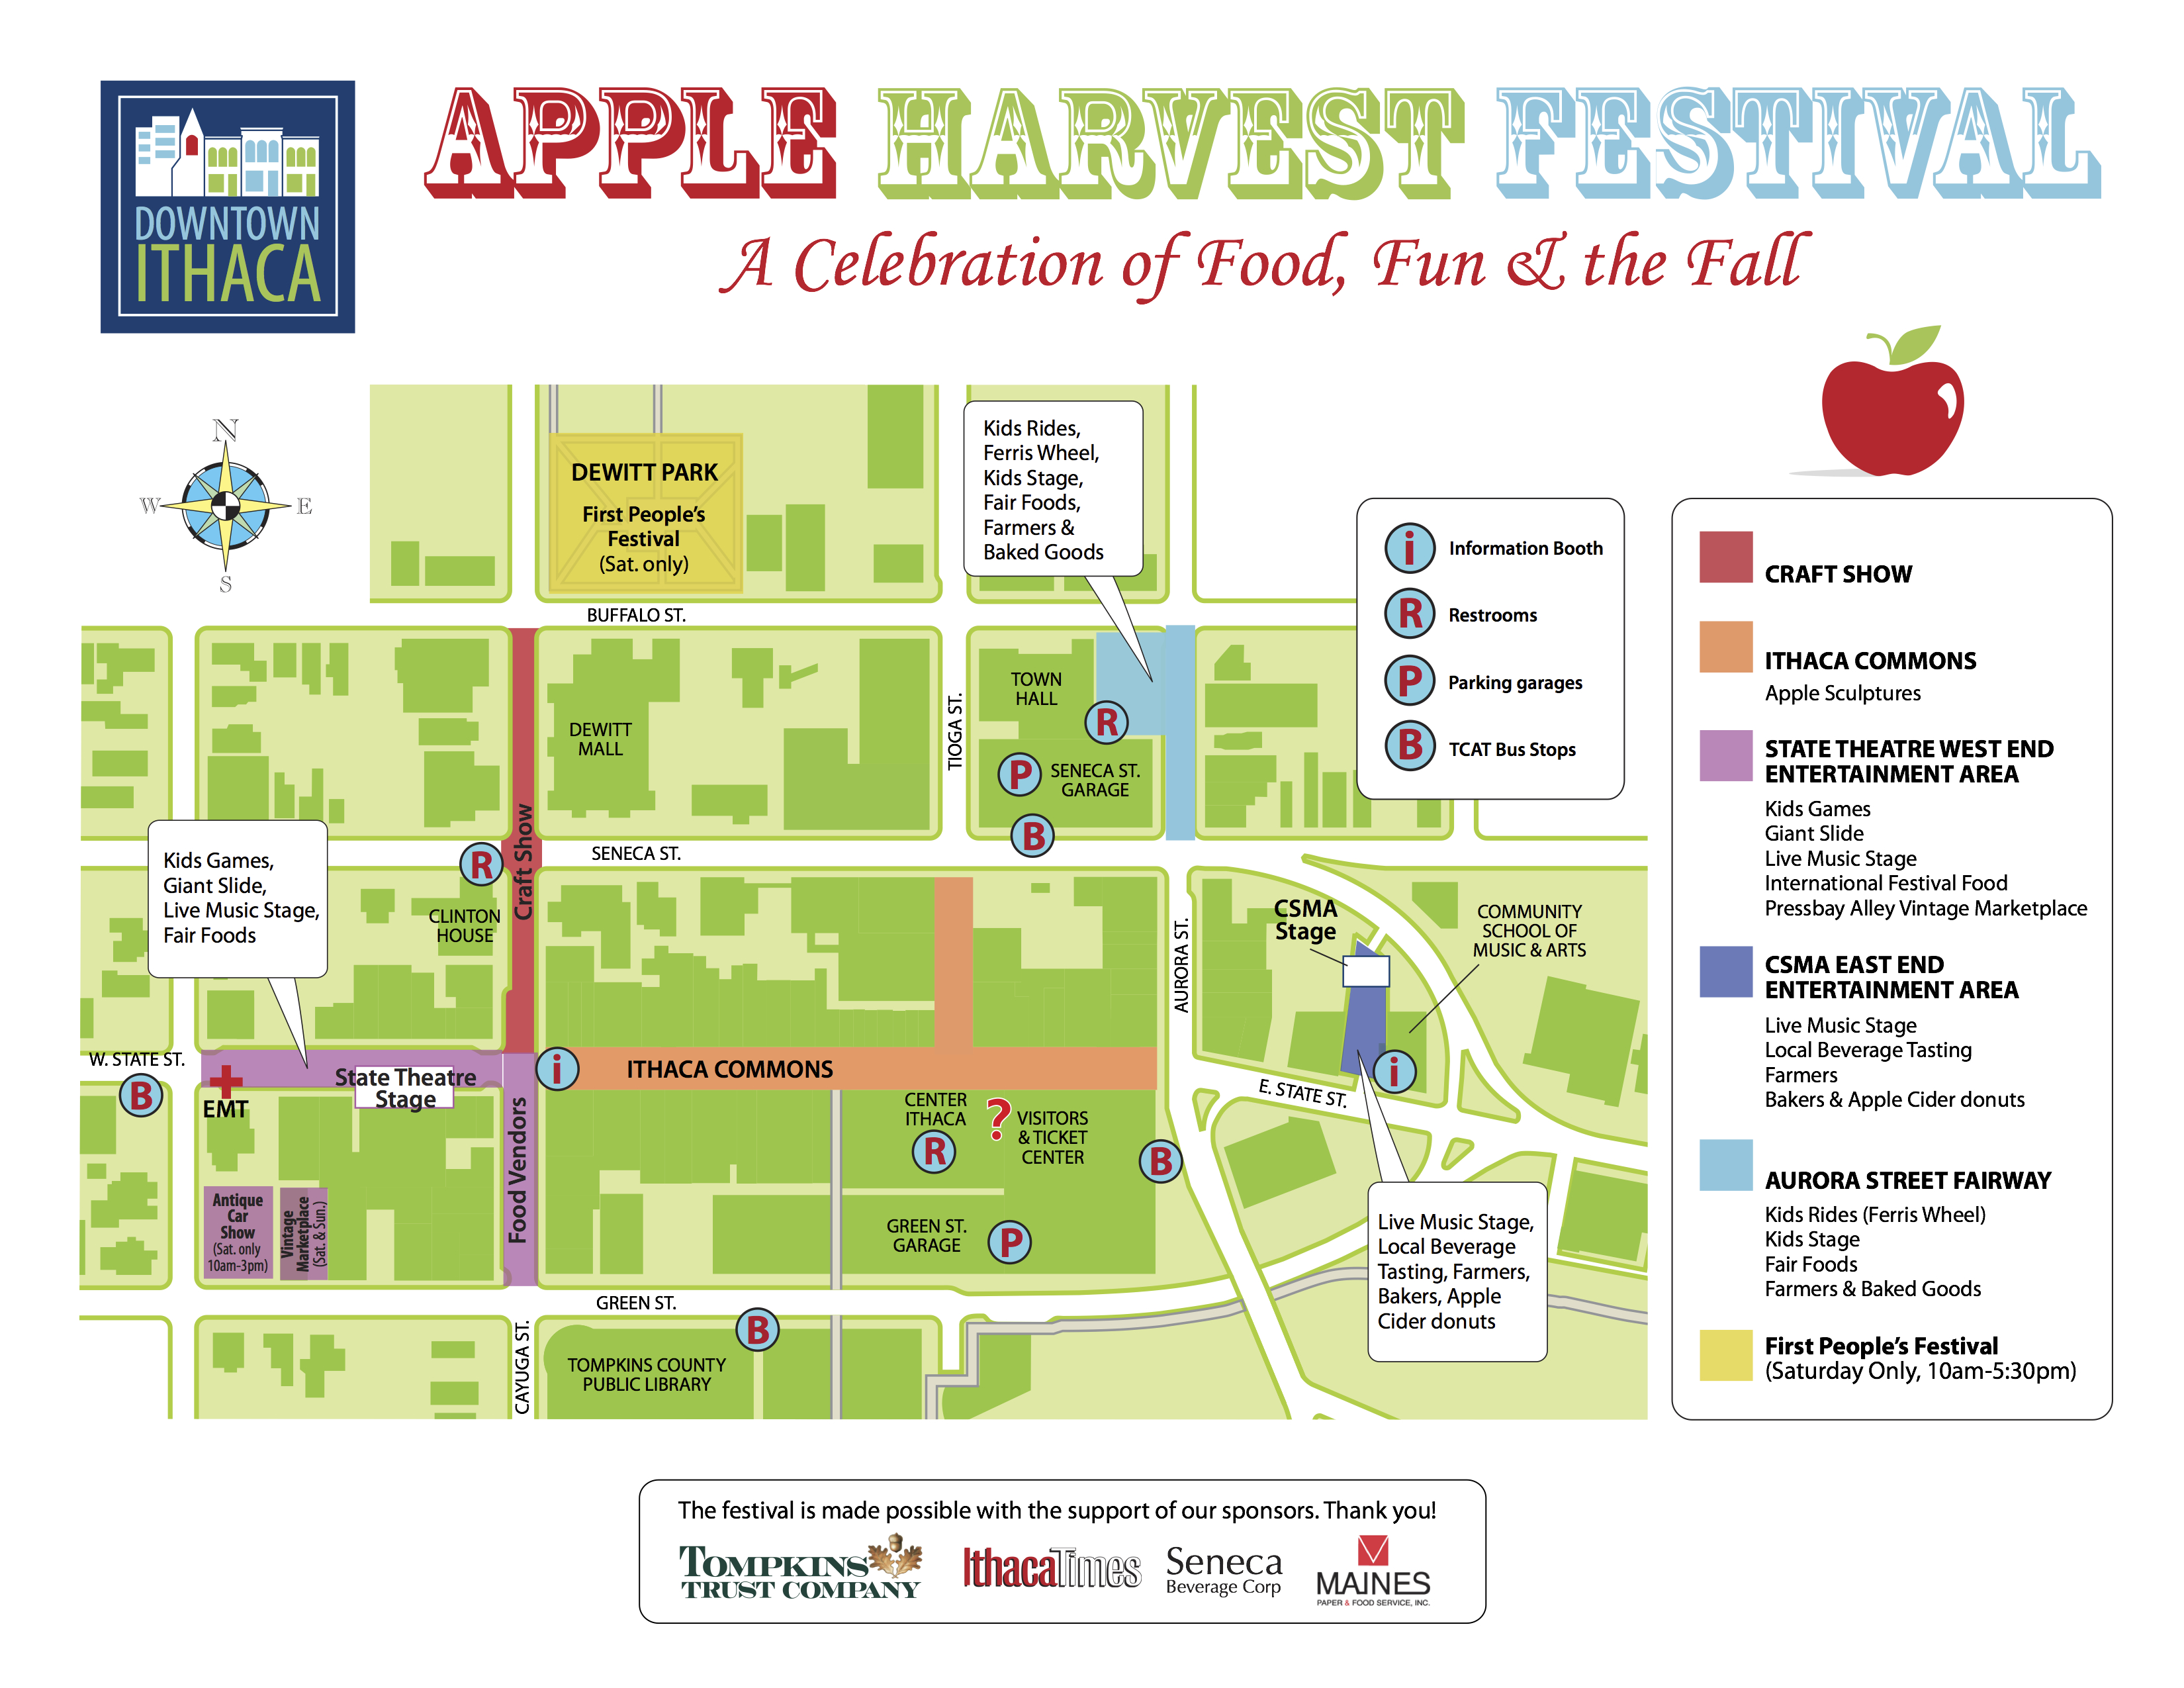 DOWNTOWN
ITHACA
APPLE HARVEST FESTIVAL
A Celebration of Food, Fun & the Fall
N
W
E
S
DEWITT PARK
First People's
Festival
(Sat. only)
Kids Rides,
Ferris Wheel,
Kids Stage,
Fair Foods,
Farmers &
Baked Goods
BUFFALO ST.
DEWITT
MALL
TIOGA ST.
TOWN
HALL
R
P
SENECA ST.
GARAGE
B
Craft Show
SENECA ST.
R
CLINTON
HOUSE
Kids Games,
Giant Slide,
Live Music Stage,
Fair Foods
AURORA ST.
CSMA
Stage
COMMUNITY
SCHOOL OF
MUSIC & ARTS
W. STATE ST.
B
EMT
State Theatre
Stage
i
ITHACA COMMONS
i
E. STATE ST.
Food Vendors
CENTER
ITHACA
R
?
VISITORS
& TICKET
CENTER
B
Antique
Car
Show
(Sat. only
10am-3pm)
Vintage
Marketplace
(Sat. & Sun.)
GREEN ST.
GARAGE
P
Live Music Stage,
Local Beverage
Tasting, Farmers,
Bakers, Apple
Cider donuts
GREEN ST.
B
CAYUGA ST.
TOMPKINS COUNTY
PUBLIC LIBRARY
i Information Booth
R Restrooms
P Parking garages
B TCAT Bus Stops
CRAFT SHOW
ITHACA COMMONS
Apple Sculptures
STATE THEATRE WEST END
ENTERTAINMENT AREA
Kids Games
Giant Slide
Live Music Stage
International Festival Food
Pressbay Alley Vintage Marketplace
CSMA EAST END
ENTERTAINMENT AREA
Live Music Stage
Local Beverage Tasting
Farmers
Bakers & Apple Cider donuts
AURORA STREET FAIRWAY
Kids Rides (Ferris Wheel)
Kids Stage
Fair Foods
Farmers & Baked Goods
First People's Festival
(Saturday Only, 10am-5:30pm)
The festival is made possible with the support of our sponsors. Thank you!
TOMPKINS
TRUST COMPANY
IthacaTimes
Seneca
Beverage Corp
MAINES
PAPER & FOOD SERVICE, INC.